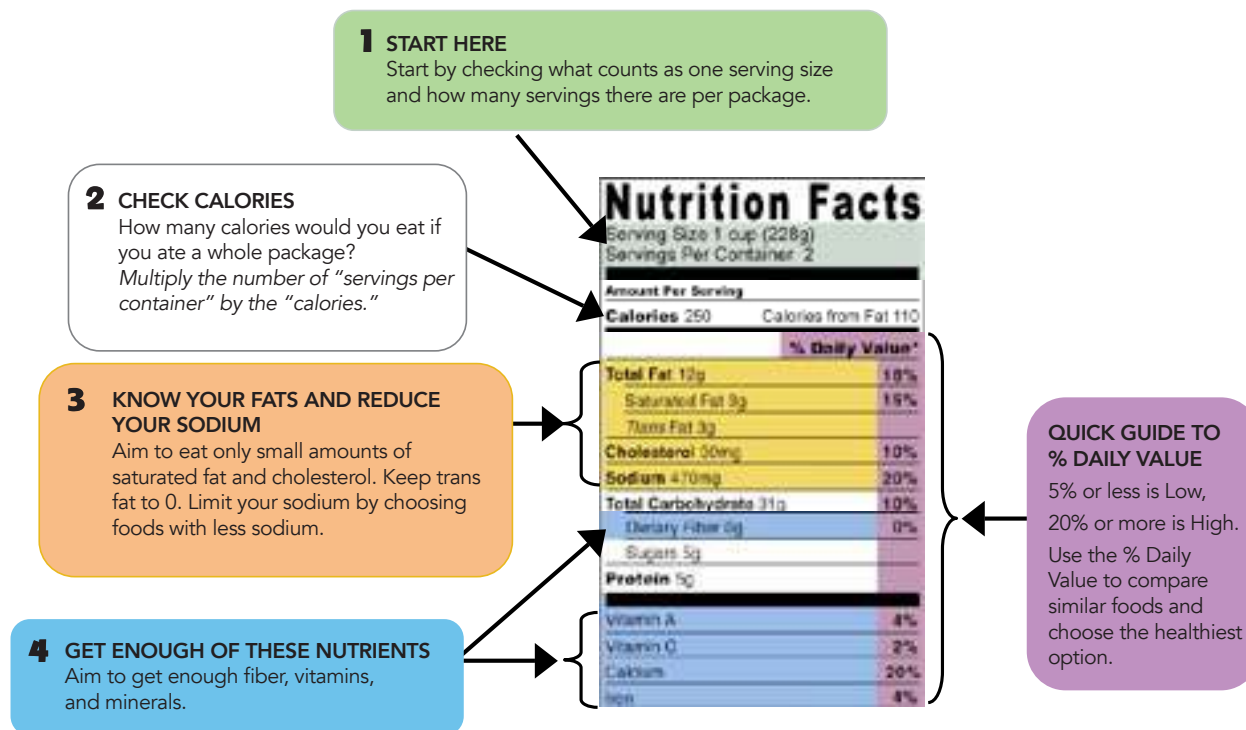 1 START HERE
Start by checking what counts as one serving size
and how many servings there are per package.
2 CHECK CALORIES
How many calories would you eat if
you ate a whole package?
Multiply the number of “servings per
container” by the “calories.”
3 KNOW YOUR FATS AND REDUCE
YOUR SODIUM
Aim to eat only small amounts of
saturated fat and cholesterol. Keep trans
fat to 0. Limit your sodium by choosing
foods with less sodium.
4 GET ENOUGH OF THESE NUTRIENTS
Aim to get enough fiber, vitamins,
and minerals.
Nutrition Facts
Serving Size 1 cup (228g)
Servings Per Container 2
Amount Per Serving
Calories 250 Calories from Fat 110
% Daily Value*
Total Fat 12g 18%
Saturated Fat 3g 15%
Trans Fat 3g
Cholesterol 30mg 10%
Sodium 470mg 20%
Total Carbohydrate 31g 10%
Dietary Fiber 0g 0%
Sugars 5g
Protein 5g
Vitamin A 4%
Vitamin C 2%
Calcium 20%
Iron 4%
QUICK GUIDE TO
% DAILY VALUE
5% or less is Low,
20% or more is High.
Use the % Daily
Value to compare
similar foods and
choose the healthiest
option.